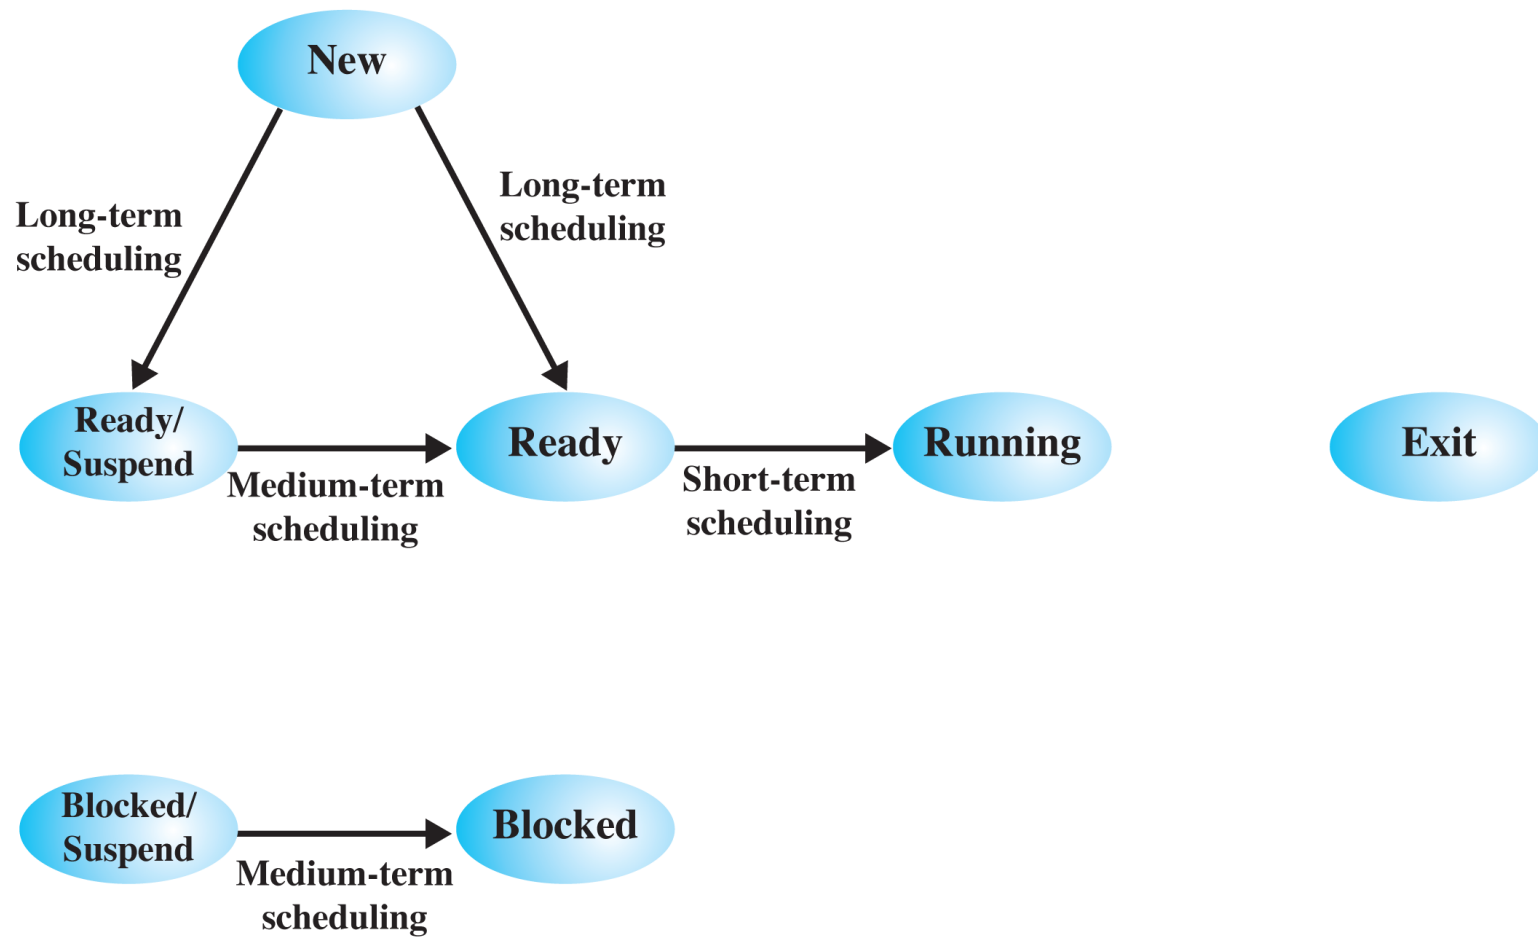 New
Long-term
scheduling
Long-term
scheduling
Ready/
Suspend
Medium-term
scheduling
Ready
Short-term
scheduling
Running
Exit
Blocked/
Suspend
Medium-term
scheduling
Blocked